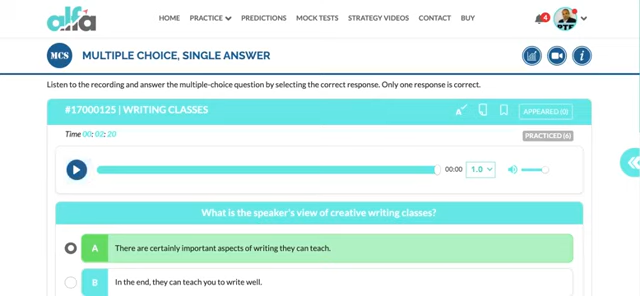 alfa
HOME PRACTICE PREDICTIONS MOCK TESTS STRATEGY VIDEOS CONTACT BUY
4
MCS MULTIPLE CHOICE, SINGLE ANSWER
Listen to the recording and answer the multiple-choice question by selecting the correct response. Only one response is correct.
#17000125 | WRITING CLASSES
APPEARED (0)
Time 00: 02: 20
PRACTICED (6)
00:00 1.0
What is the speaker's view of creative writing classes?
A There are certainly important aspects of writing they can teach.
B In the end, they can teach you to write well.